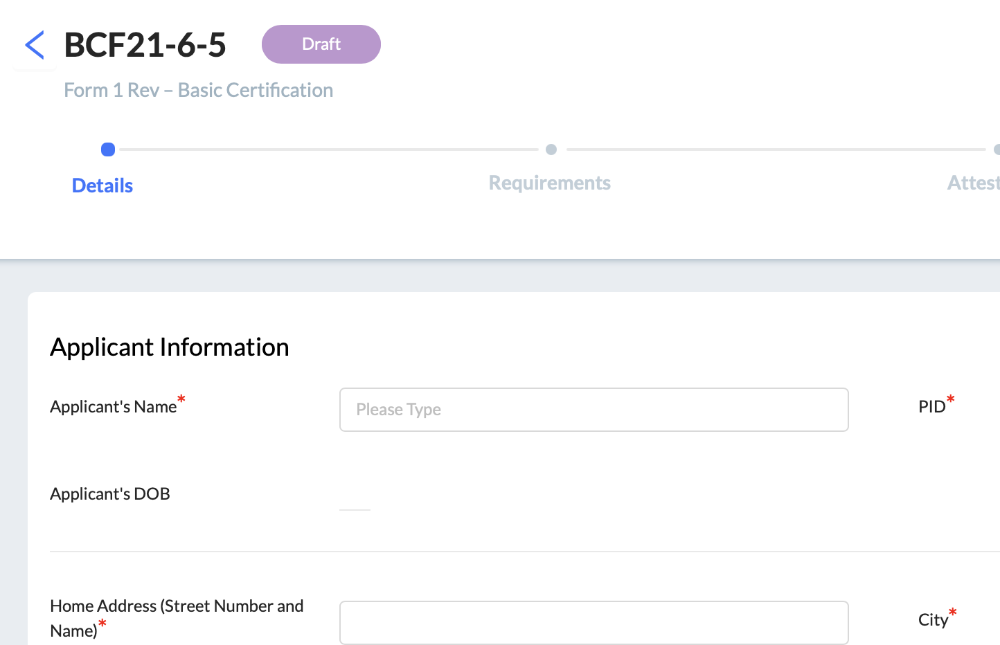 BCF21-6-5
Draft
Form 1 Rev – Basic Certification
Details
Requirements
Attest
Applicant Information
Applicant's Name*
Please Type
PID*
Applicant's DOB
Home Address (Street Number and
Name)*
City*